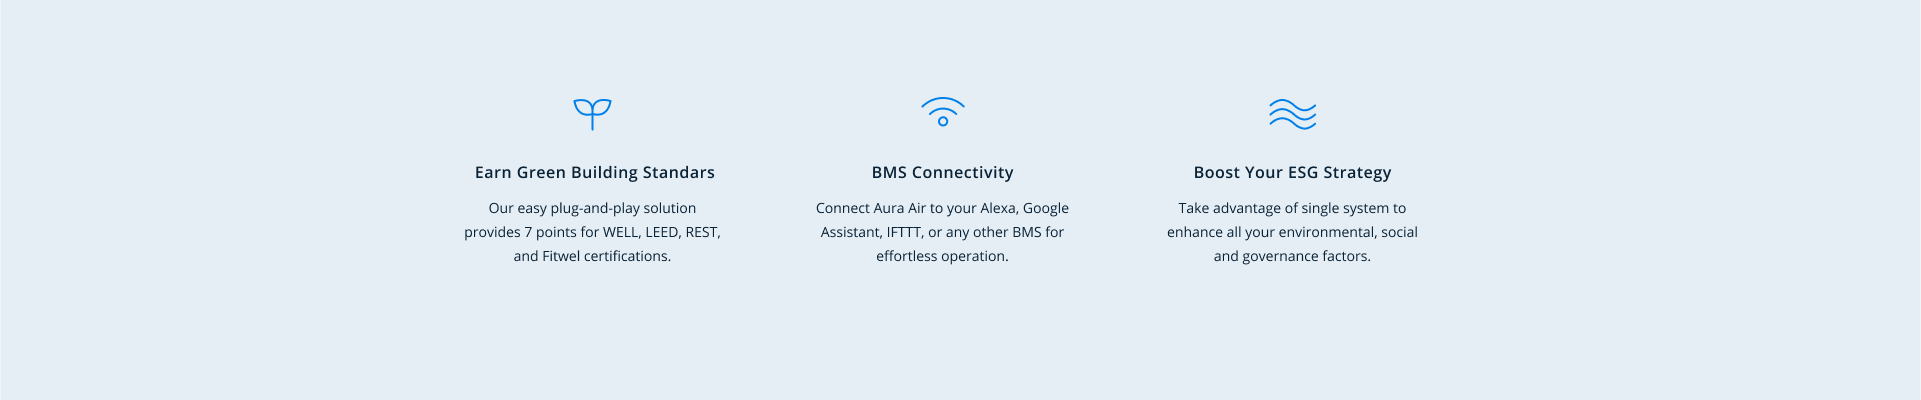 Earn Green Building Standars
Our easy plug-and-play solution
provides 7 points for WELL, LEED, REST,
and Fitwel certifications.
BMS Connectivity
Connect Aura Air to your Alexa, Google
Assistant, IFTTT, or any other BMS for
effortless operation.
Boost Your ESG Strategy
Take advantage of single system to
enhance all your environmental, social
and governance factors.